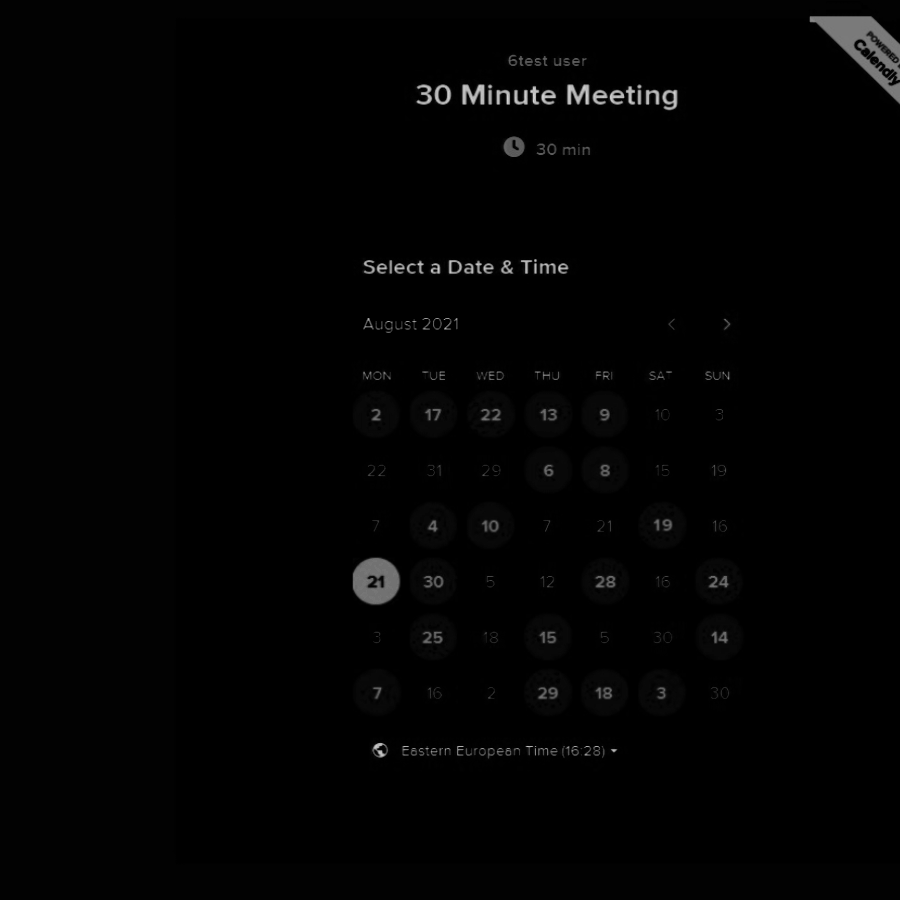 POWERED
Calendly
6test user
30 Minute Meeting
30 min
Select a Date & Time
August 2021
MON TUE WED THU FRI SAT SUN
2 17 22 13 9 10 3
22 31 29 6 8 15 19
7 4 10 7 21 19 16
21 30 5 12 28 16 24
3 25 18 15 5 30 14
7 16 2 29 18 3 30
Eastern European Time (16:28)